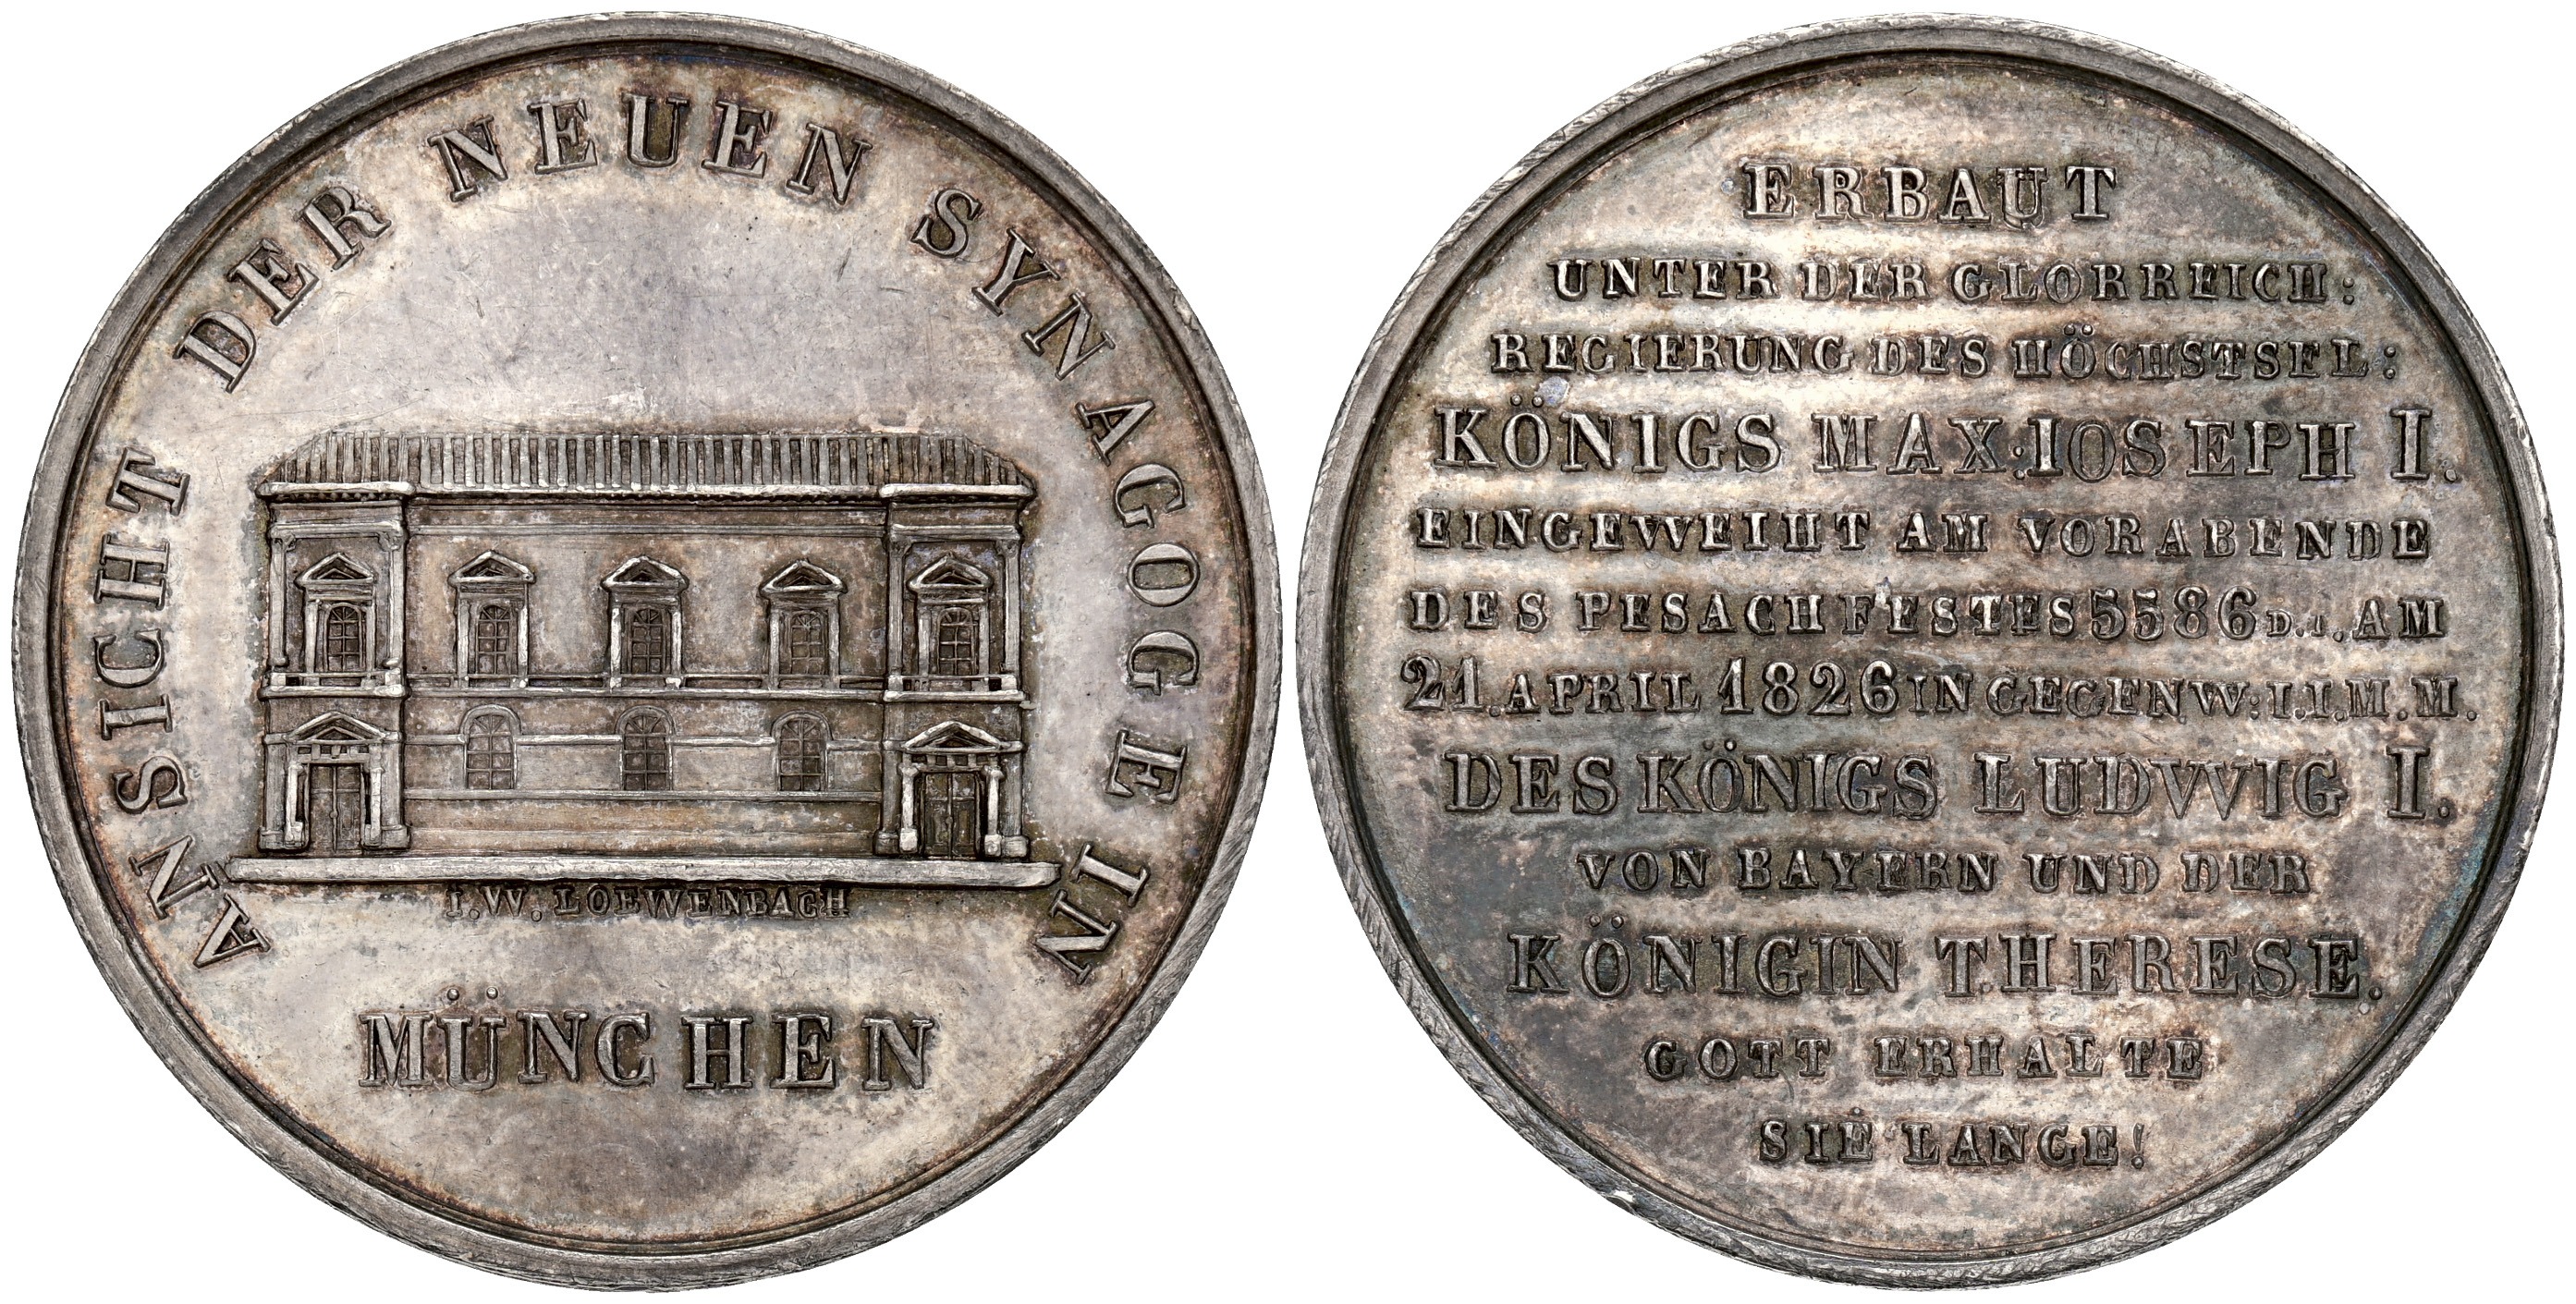 ANSICHT DER NEUEN SYNAGOGE IN
I.W. LOEWENBACH
MÜNCHEN
ERBAUT
UNTER DER GLORREICH:
REGIERUNG DES HÖCHSTSEL:
KÖNIGS MAX:IOSEPH I.
EINGEWEIHT AM VORABENDE
DES PESACHFESTES 5586 D.I. AM
21. APRIL 1826 IN GEGENW: I.I.M.M.
DES KÖNIGS LUDWIG I.
VON BAYERN UND DER
KÖNIGIN THERESE.
GOTT ERHALTE
SIE LANGE!